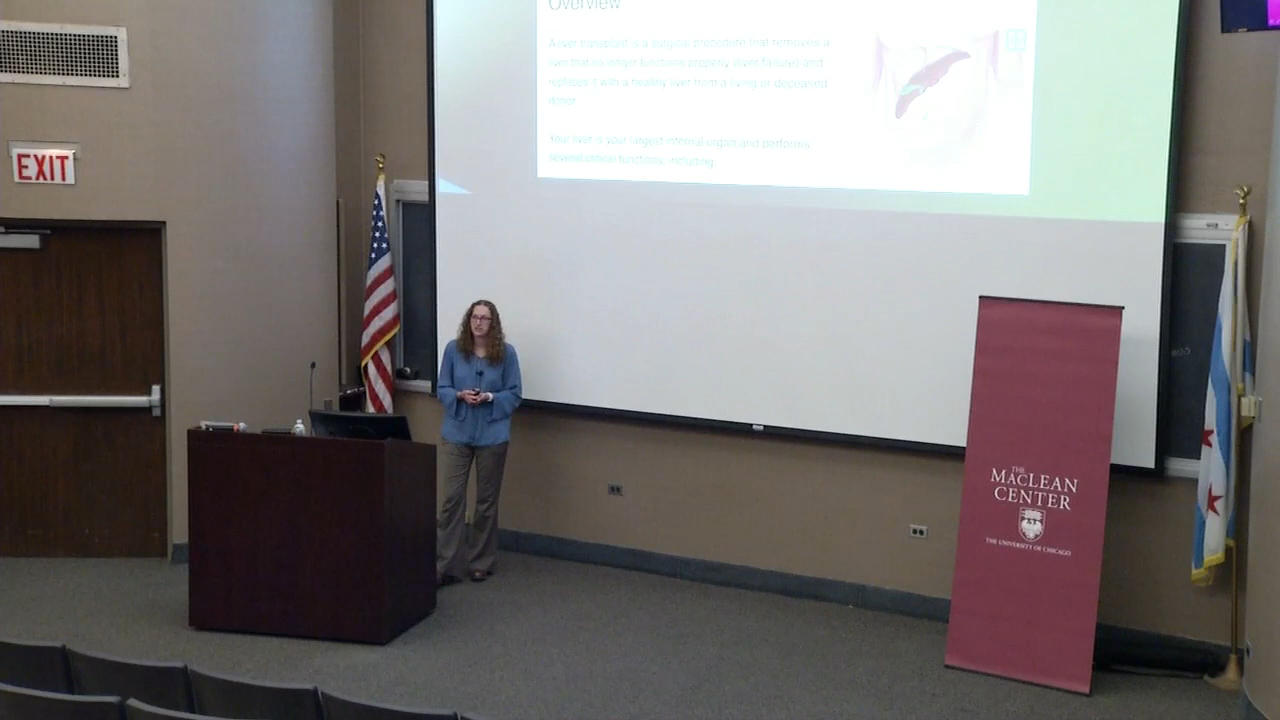 Overview
A liver transplant is a surgical procedure that removes a
liver that no longer functions properly (liver failure) and
replaces it with a healthy liver from a living or deceased
donor.
Your liver is your largest internal organ and performs
several critical functions, including:
EXIT
THE
MACLEAN
CENTER
THE UNIVERSITY OF CHICAGO